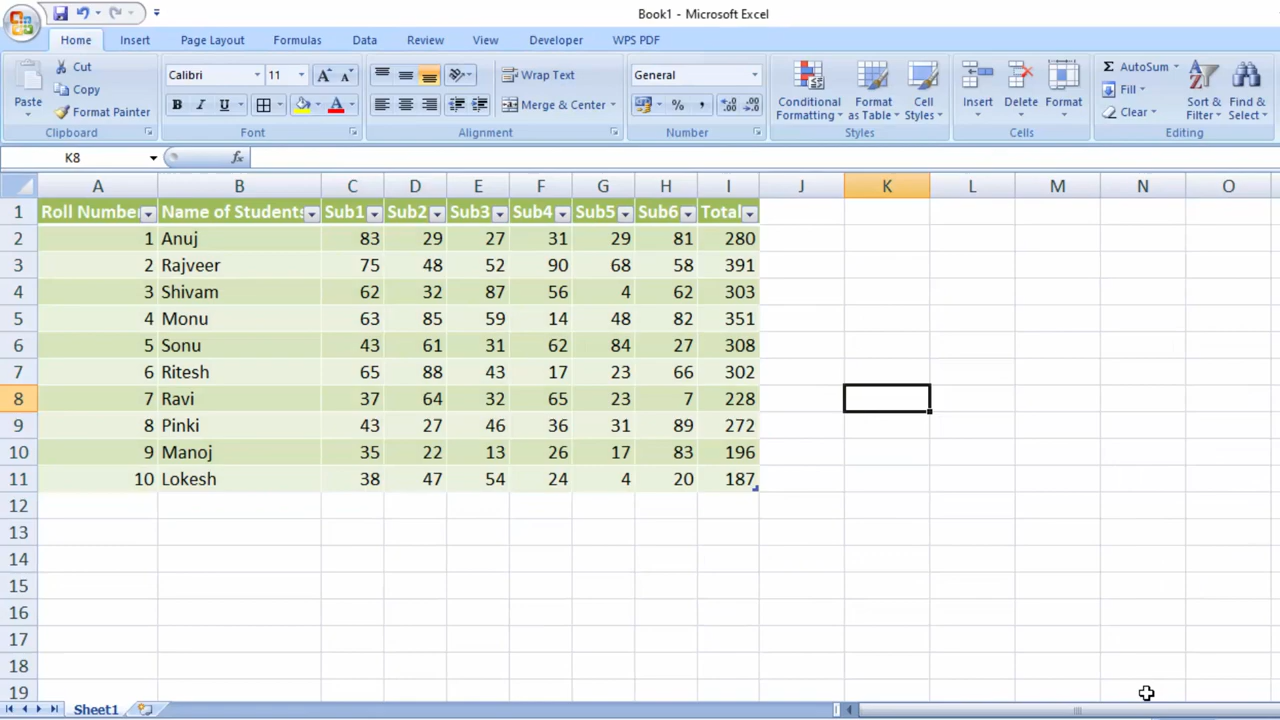 Book1 - Microsoft Excel
Home Insert Page Layout Formulas Data Review View Developer WPS PDF
Paste Cut Copy Format Painter Clipboard
Calibri 11 A A B I U A Font
Wrap Text Merge & Center Alignment
General % , .0 .00 .00 .0 Number
Conditional Formatting Format as Table Cell Styles Styles
Insert Delete Format Cells
Σ AutoSum Fill Clear Sort & Filter Find & Select Editing
K8 fx
A B C D E F G H I J K L M N O
1 Roll Number Name of Students Sub1 Sub2 Sub3 Sub4 Sub5 Sub6 Total
2 1 Anuj 83 29 27 31 29 81 280
3 2 Rajveer 75 48 52 90 68 58 391
4 3 Shivam 62 32 87 56 4 62 303
5 4 Monu 63 85 59 14 48 82 351
6 5 Sonu 43 61 31 62 84 27 308
7 6 Ritesh 65 88 43 17 23 66 302
8 7 Ravi 37 64 32 65 23 7 228
9 8 Pinki 43 27 46 36 31 89 272
10 9 Manoj 35 22 13 26 17 83 196
11 10 Lokesh 38 47 54 24 4 20 187
12
13
14
15
16
17
18
19
Sheet1